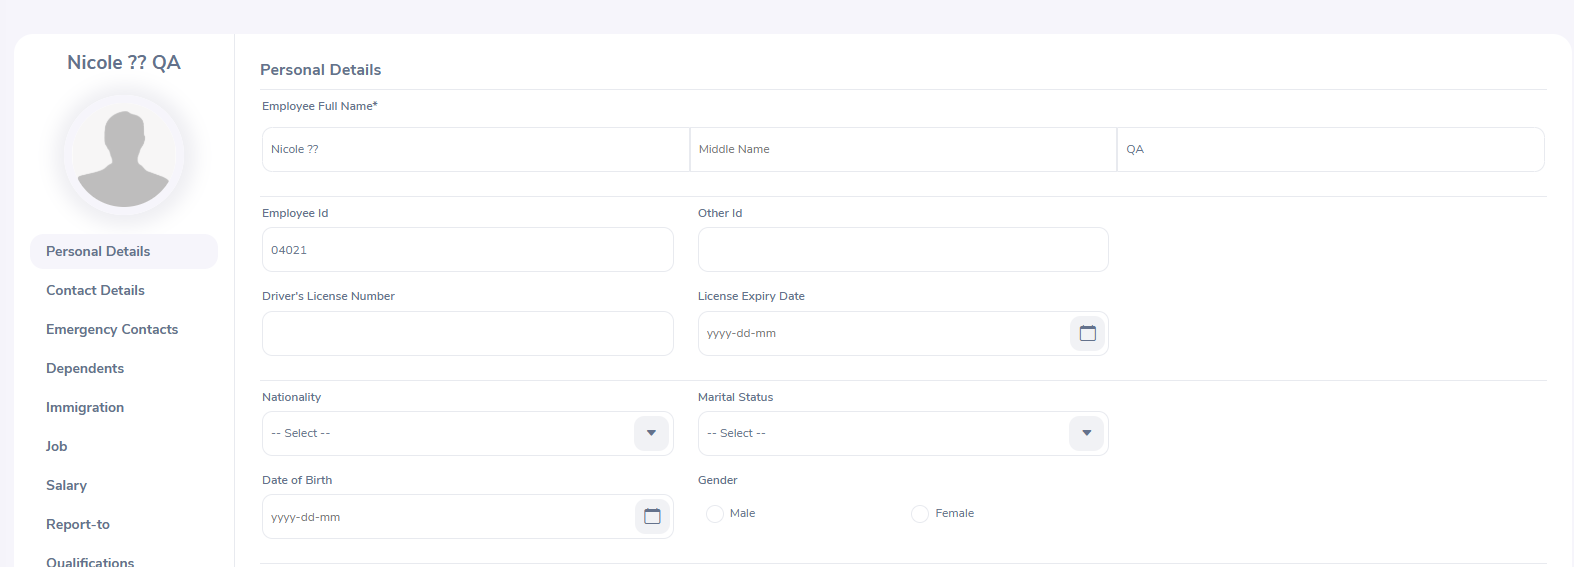 Nicole ?? QA
Personal Details
Contact Details
Emergency Contacts
Dependents
Immigration
Job
Salary
Report-to
Qualifications
Personal Details
Employee Full Name*
Nicole ?? Middle Name QA
Employee Id Other Id
04021
Driver's License Number License Expiry Date
yyyy-dd-mm
Nationality Marital Status
-- Select -- -- Select --
Date of Birth Gender
yyyy-dd-mm Male Female